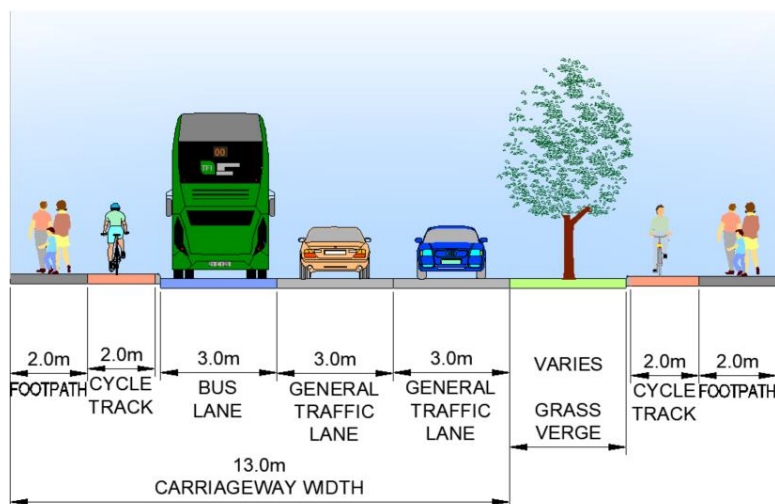 00
TFI
2.0m
FOOTPATH
2.0m
CYCLE
TRACK
3.0m
BUS
LANE
3.0m
GENERAL
TRAFFIC
LANE
3.0m
GENERAL
TRAFFIC
LANE
VARIES
GRASS
VERGE
2.0m
CYCLE
TRACK
2.0m
FOOTPATH
13.0m
CARRIAGEWAY WIDTH